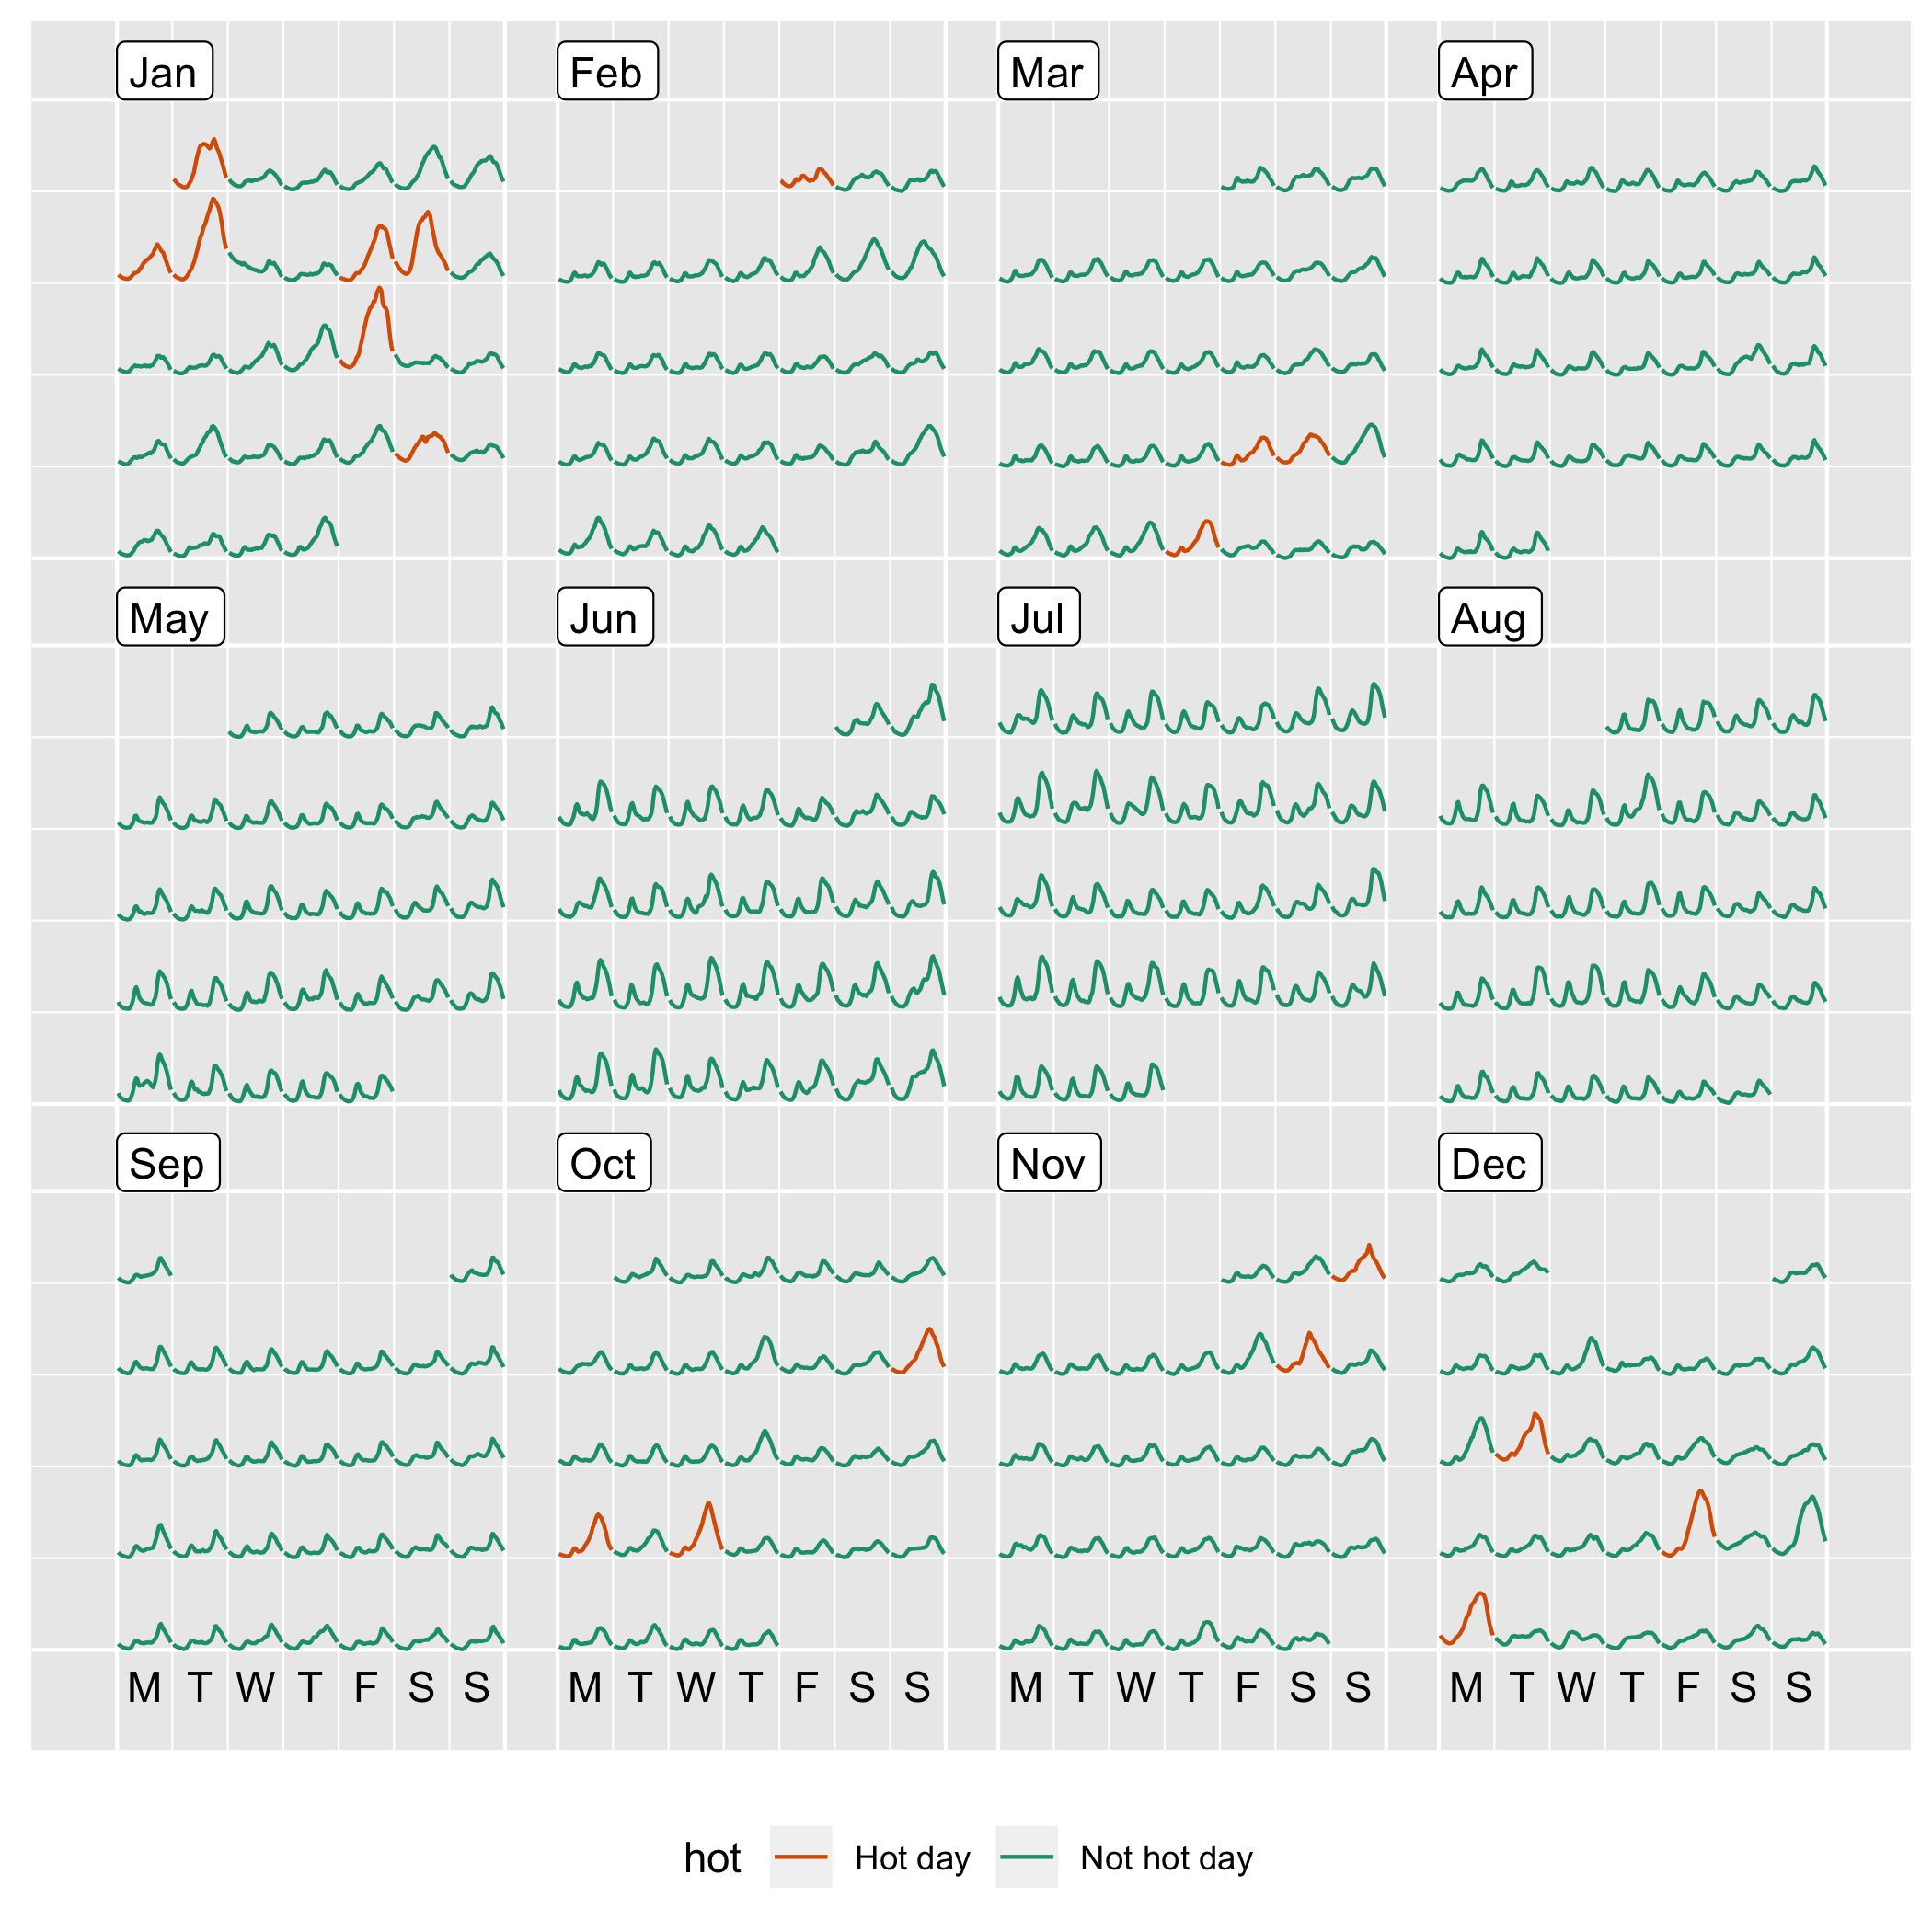 Jan Feb Mar Apr
May Jun Jul Aug
Sep Oct Nov Dec
M T W T F S S M T W T F S S M T W T F S S M T W T F S S
hot Hot day Not hot day